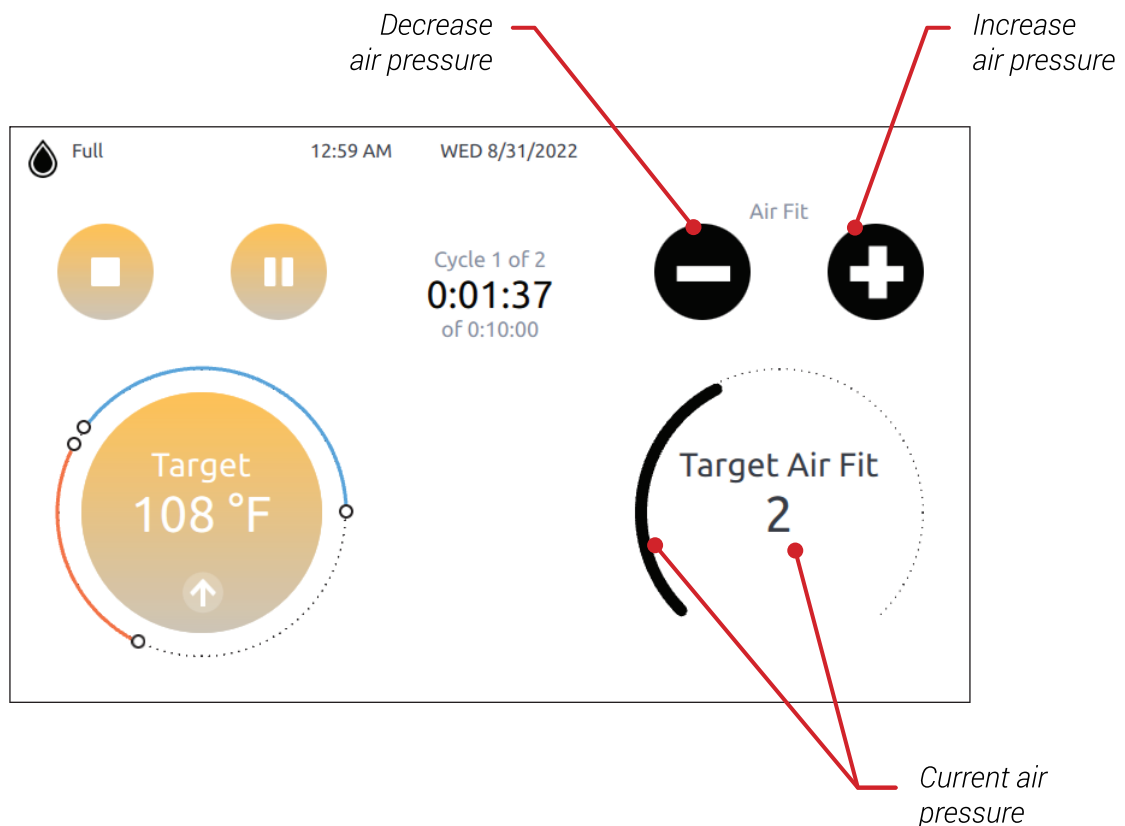 Decrease
air pressure
Increase
air pressure
Full
12:59 AM
WED 8/31/2022
Air Fit
Cycle 1 of 2
0:01:37
of 0:10:00
Target
108 °F
Target Air Fit
2
Current air
pressure